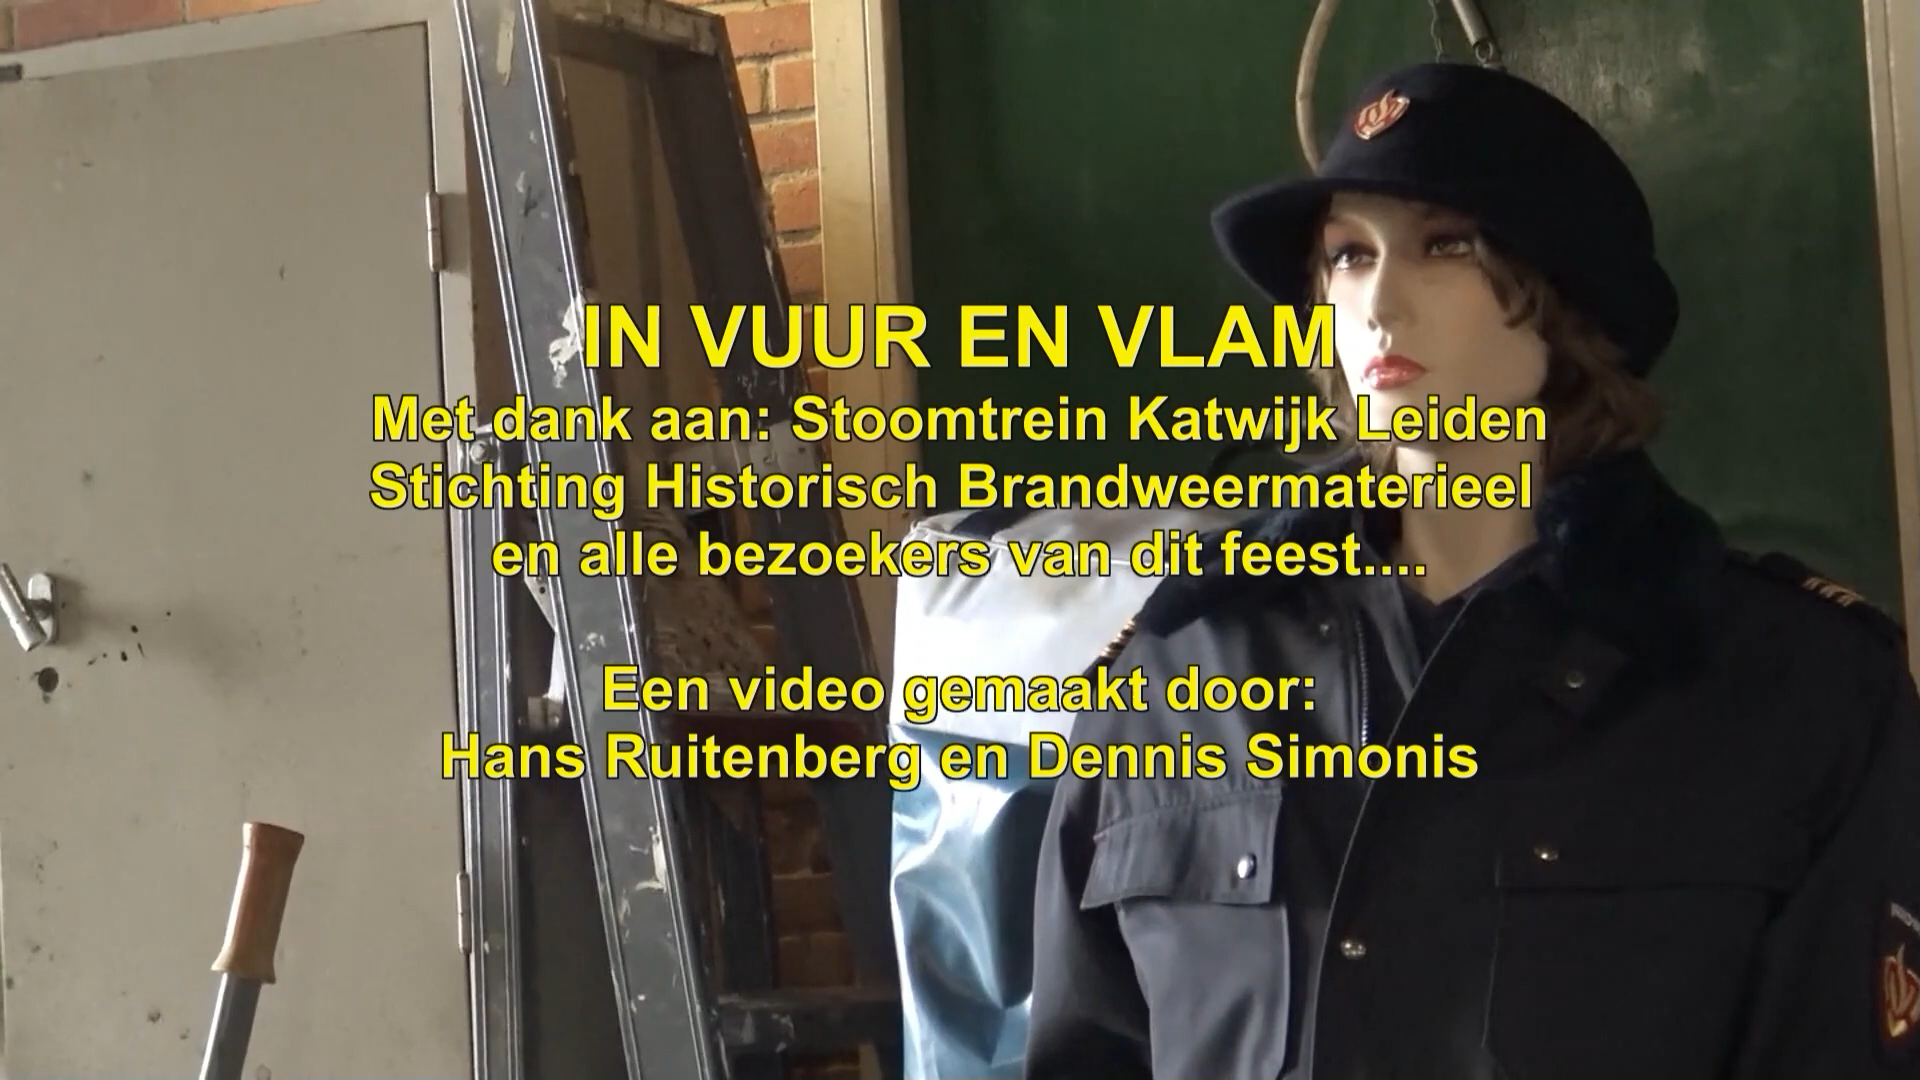 IN VUUR EN VLAM
Met dank aan: Stoomtrein Katwijk Leiden
Stichting Historisch Brandweermaterieel
en alle bezoekers van dit feest....
Een video gemaakt door:
Hans Ruitenberg en Dennis Simonis